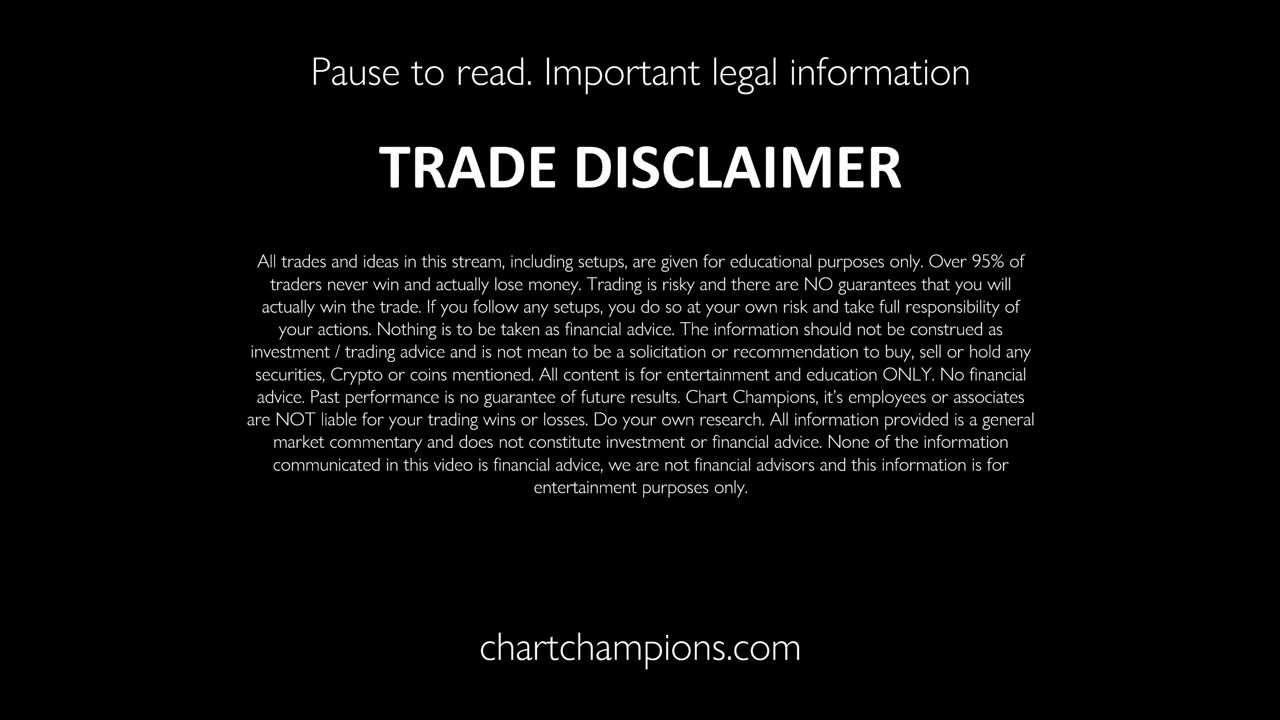 Pause to read. Important legal information
TRADE DISCLAIMER
All trades and ideas in this stream, including setups, are given for educational purposes only. Over 95% of
traders never win and actually lose money. Trading is risky and there are NO guarantees that you will
actually win the trade. If you follow any setups, you do so at your own risk and take full responsibility of
your actions. Nothing is to be taken as financial advice. The information should not be construed as
investment / trading advice and is not mean to be a solicitation or recommendation to buy, sell or hold any
securities, Crypto or coins mentioned. All content is for entertainment and education ONLY. No financial
advice. Past performance is no guarantee of future results. Chart Champions, it's employees or associates
are NOT liable for your trading wins or losses. Do your own research. All information provided is a general
market commentary and does not constitute investment or financial advice. None of the information
communicated in this video is financial advice, we are not financial advisors and this information is for
entertainment purposes only.
chartchampions.com